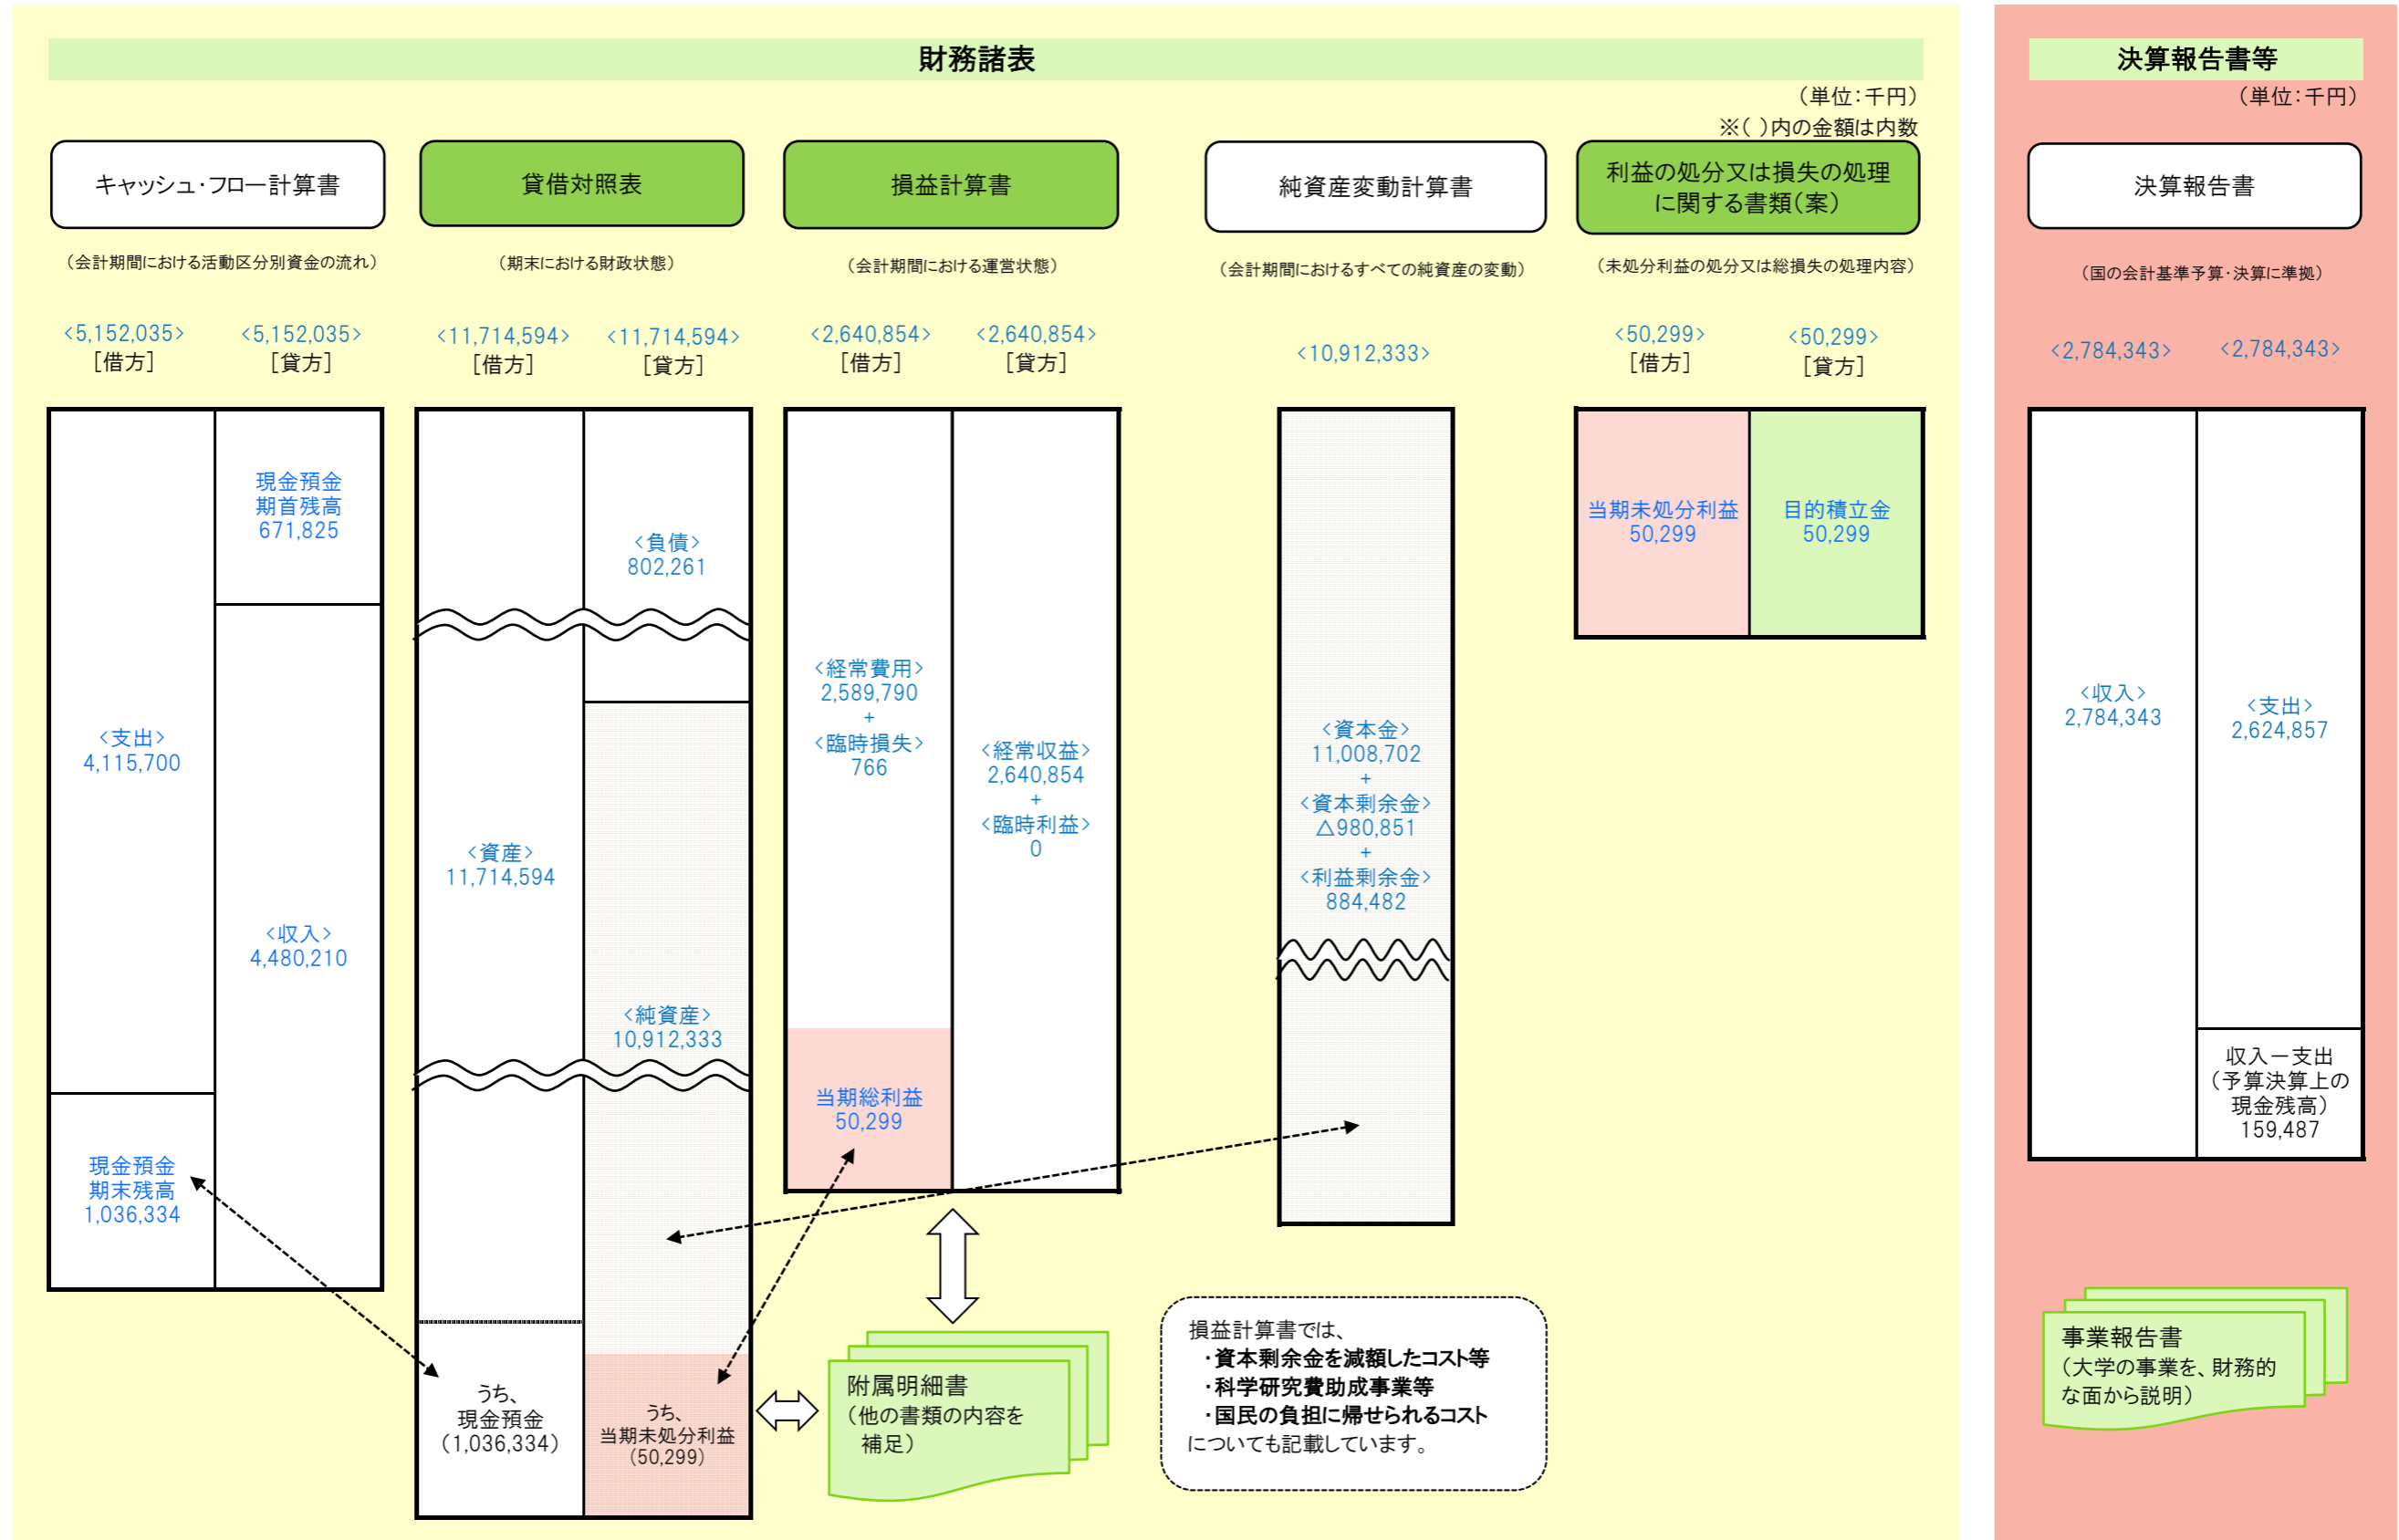 財務諸表
(単位:千円)
※( )内の金額は内数
キャッシュ・フロー計算書
(会計期間における活動区分別資金の流れ)
<5,152,035>
[借方]
<5,152,035>
[貸方]
<支出>
4,115,700
現金預金
期末残高
1,036,334
現金預金
期首残高
671,825
<収入>
4,480,210
貸借対照表
(期末における財政状態)
<11,714,594>
[借方]
<11,714,594>
[貸方]
<資産>
11,714,594
うち、
現金預金
(1,036,334)
<負債>
802,261
<純資産>
10,912,333
うち、
当期未処分利益
(50,299)
損益計算書
(会計期間における運営状態)
<2,640,854>
[借方]
<2,640,854>
[貸方]
<経常費用>
2,589,790
+
<臨時損失>
766
当期総利益
50,299
<経常収益>
2,640,854
+
<臨時利益>
0
附属明細書
(他の書類の内容を
補足)
純資産変動計算書
(会計期間におけるすべての純資産の変動)
<10,912,333>
<資本金>
11,008,702
+
<資本剰余金>
△980,851
+
<利益剰余金>
884,482
損益計算書では、
・資本剰余金を減額したコスト等
・科学研究費助成事業等
・国民の負担に帰せられるコスト
についても記載しています。
利益の処分又は損失の処理
に関する書類(案)
(未処分利益の処分又は総損失の処理内容)
<50,299>
[借方]
<50,299>
[貸方]
当期未処分利益
50,299
目的積立金
50,299
決算報告書等
(単位:千円)
決算報告書
(国の会計基準予算・決算に準拠)
<2,784,343>
<2,784,343>
<収入>
2,784,343
<支出>
2,624,857
収入-支出
(予算決算上の
現金残高)
159,487
事業報告書
(大学の事業を、財務的
な面から説明)